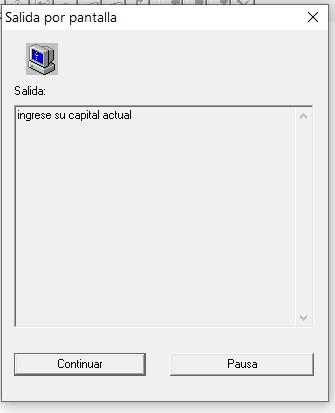 Salida por pantalla
Salida:
ingrese su capital actual
Continuar
Pausa